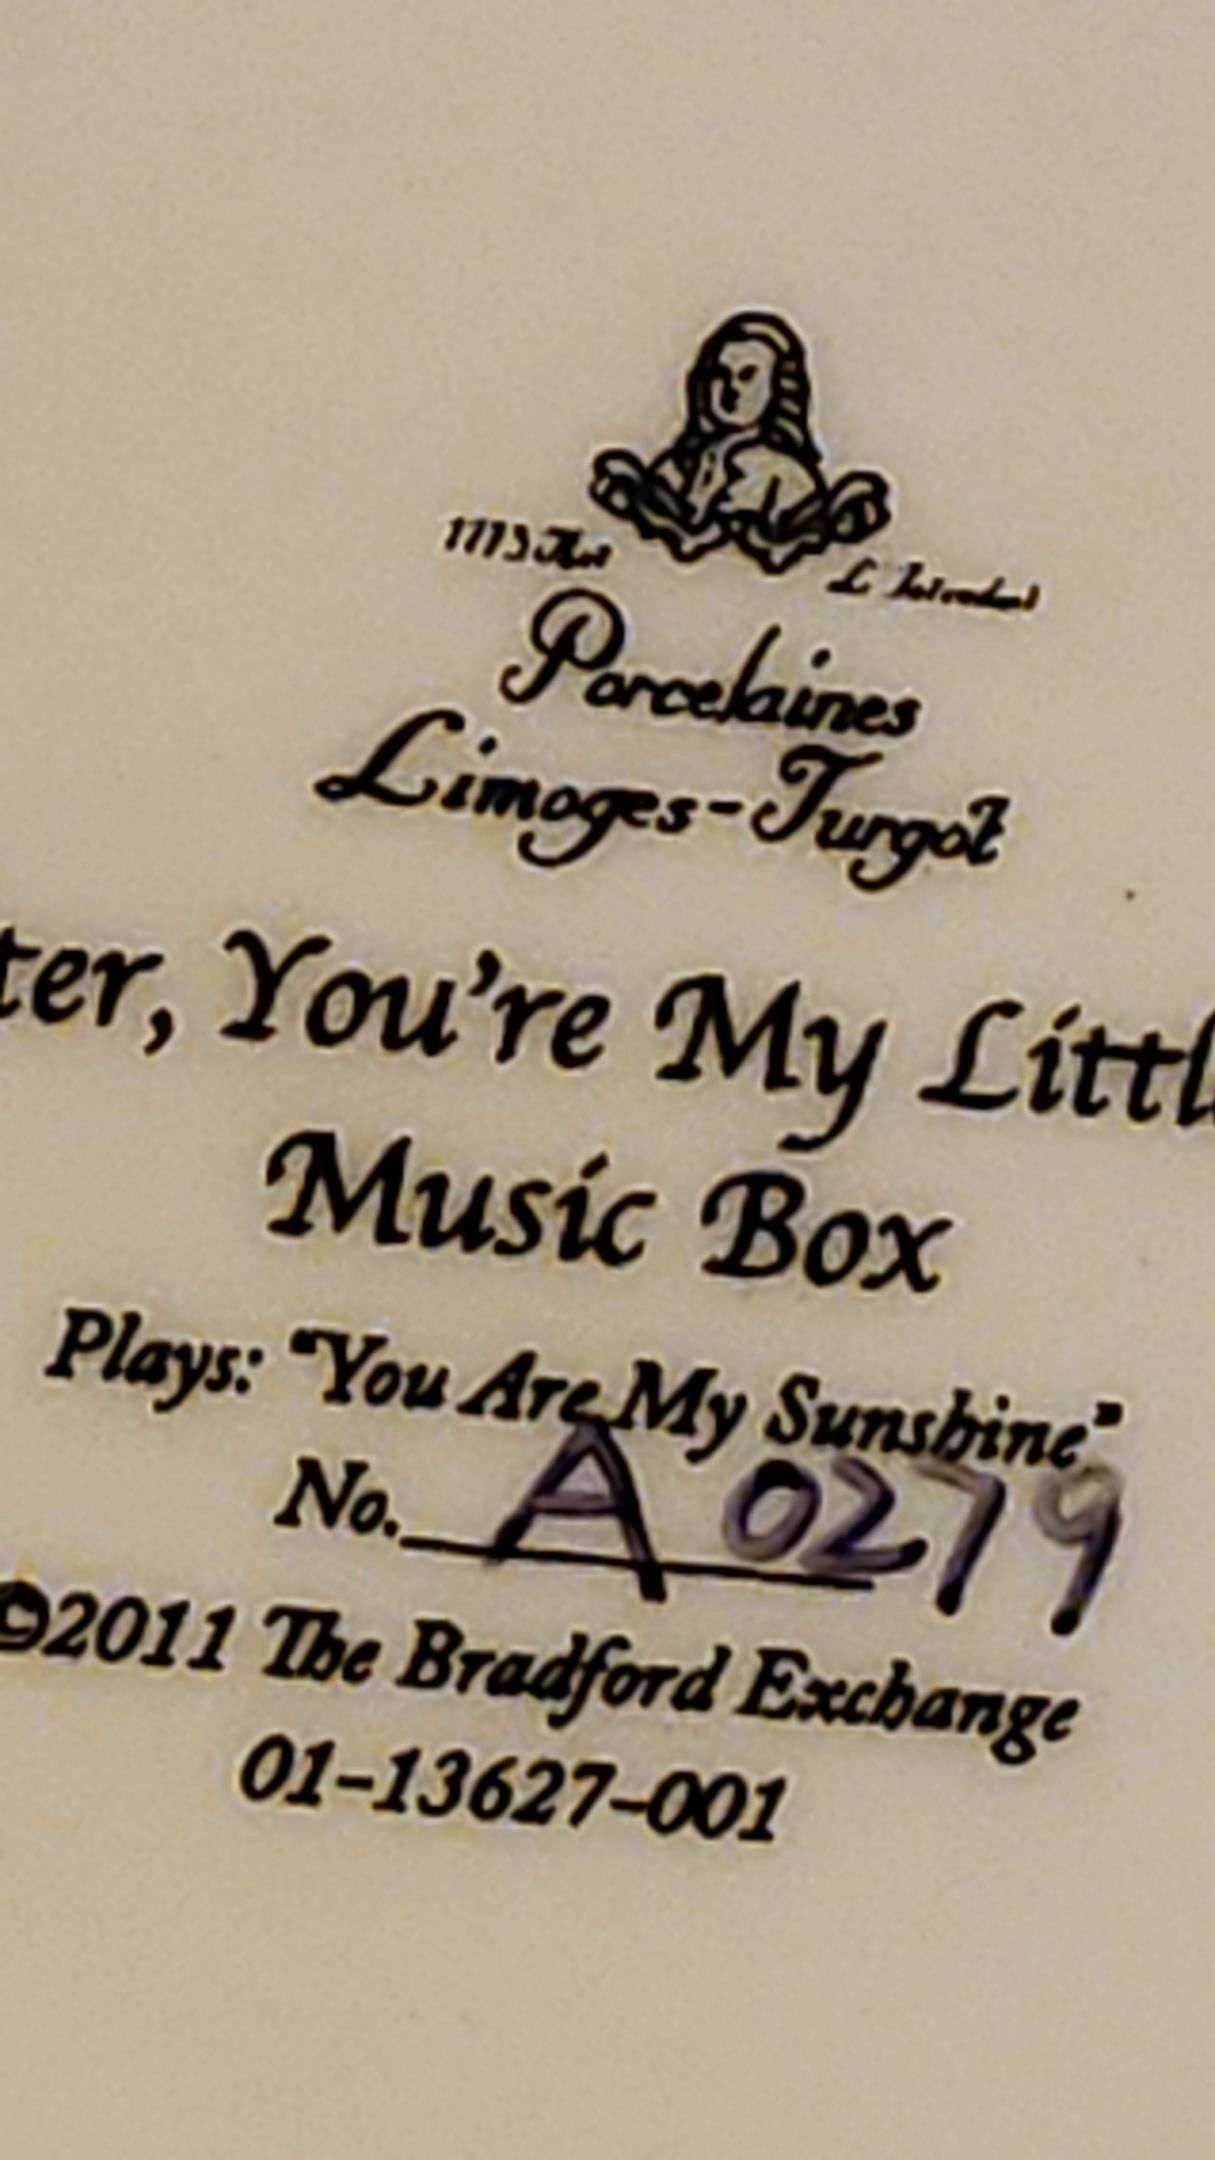 Porcelaines
Limoges-Turgot
ter, You're My Littl
Music Box
Plays: "You Are My Sunshine"
No. A 0279
©2011 The Bradford Exchange
01-13627-001